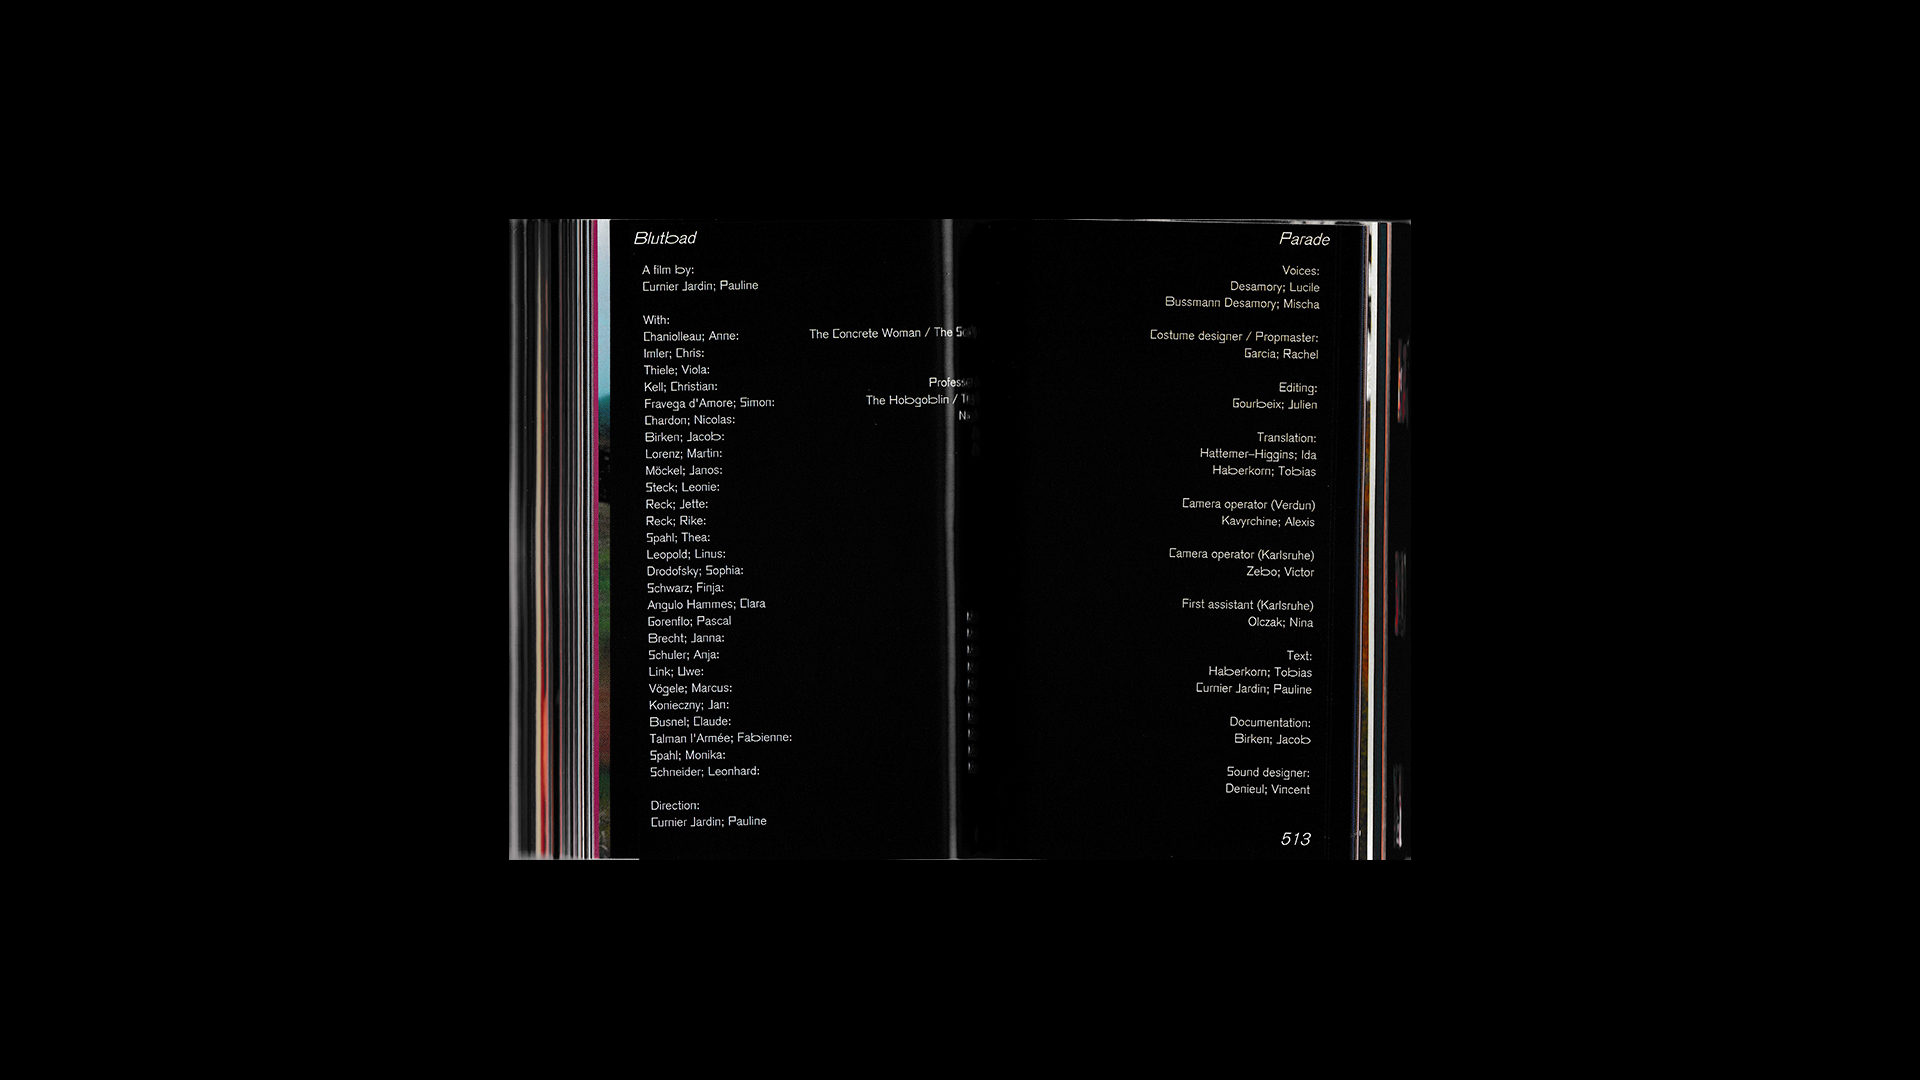 Blutbad
A film by:
Curnier Jardin; Pauline
With:
Chaniolleau; Anne: The Concrete Woman / The
Imler; Chris:
Thiele; Viola:
Kell; Christian:
Fravega d'Amore; Simon: The Hobgoblin /
Chardon; Nicolas:
Birken; Jacob:
Lorenz; Martin:
Möckel; Janos:
Steck; Leonie:
Reck; Jette:
Reck; Rike:
Spahl; Thea:
Leopold; Linus:
Drodofsky; Sophia:
Schwarz; Finja:
Angulo Hammes; Clara
Gorenflo; Pascal
Brecht; Janna:
Schuler; Anja:
Link; Uwe:
Vögele; Marcus:
Konieczny; Jan:
Busnel; Claude:
Talman l'Armée; Fabienne:
Spahl; Monika:
Schneider; Leonhard:
Direction:
Curnier Jardin; Pauline
Parade
Voices:
Desamory; Lucile
Bussmann Desamory; Mischa
Costume designer / Propmaster:
Garcia; Rachel
Editing:
Gourbeix; Julien
Translation:
Hattemer–Higgins; Ida
Haberkorn; Tobias
Camera operator (Verdun)
Kavyrchine; Alexis
Camera operator (Karlsruhe)
Zebo; Victor
First assistant (Karlsruhe)
Olczak; Nina
Text:
Haberkorn; Tobias
Curnier Jardin; Pauline
Documentation:
Birken; Jacob
Sound designer:
Denieul; Vincent
513